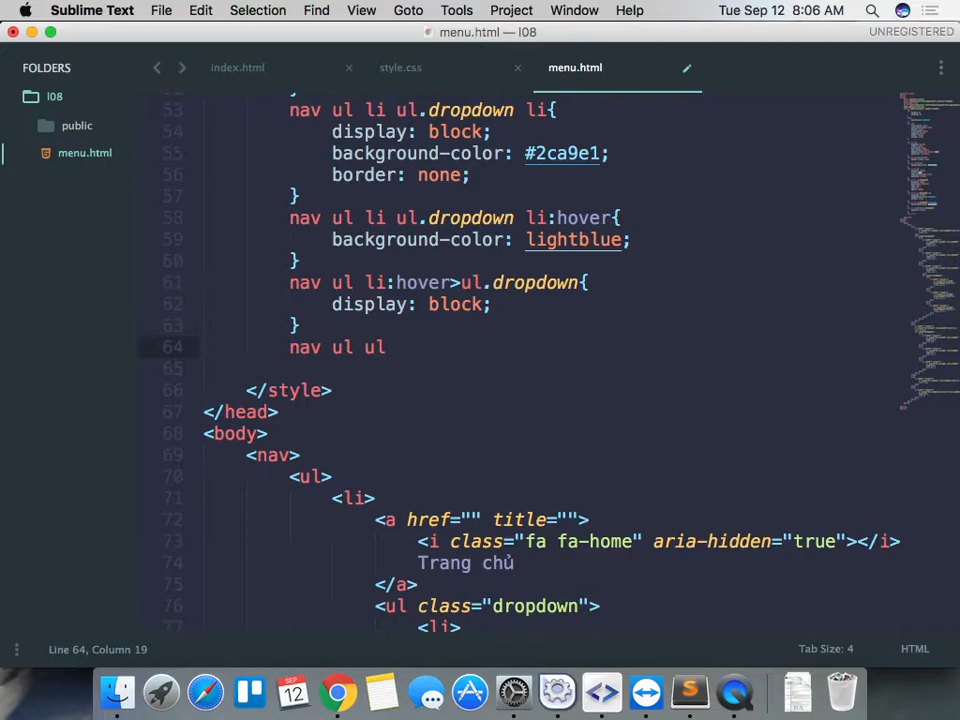 Sublime Text File Edit Selection Find Goto Tools Project Window Help Tue Sep 12 8:06 AM
menu.html — l08 UNREGISTERED
FOLDERS
l08
public
menu.html
index.html × style.css × menu.html
53 nav ul li ul.dropdown li{
54 display: block;
55 background-color: #2ca9e1;
56 border: none;
57 }
58 nav ul li ul.dropdown li:hover{
59 background-color: lightblue;
60 }
61 nav ul li:hover>ul.dropdown{
62 display: block;
63 }
64 nav ul ul
65
66 </style>
67 </head>
68 <body>
69 <nav>
70 <ul>
71 <li>
72 <a href="" title="">
73 <i class="fa fa-home" aria-hidden="true"></i>
74 Trang chủ
75 </a>
76 <ul class="dropdown">
77 <li>
Line 64, Column 19 Tab Size: 4 HTML
SEP
12